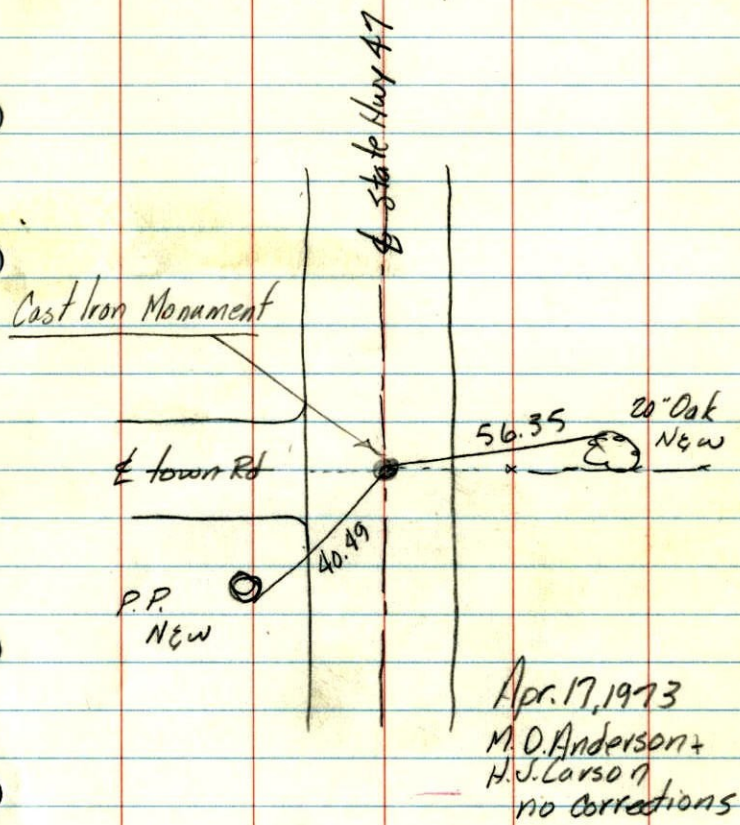 ℄ State Hwy 47
Cast Iron Monument
56.35
20" Oak
N&W
℄ town Rd
40.49
P.P.
N&W
Apr. 17, 1973
M.O. Anderson +
H.J. Carson
no corrections